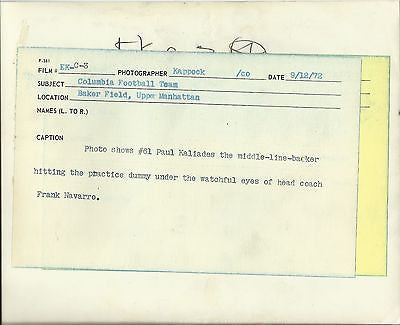 P-381
FILM # EK-C-3 PHOTOGRAPHER Kappock /co DATE 9/12/72
SUBJECT Columbia Football Team
LOCATION Baker Field, Uppe Manhattan
NAMES (L. TO R.)
CAPTION
Photo shows #61 Paul Kaliades the middle-line-backer
hitting the practice dummy under the watchful eyes of head coach
Frank Navarro.